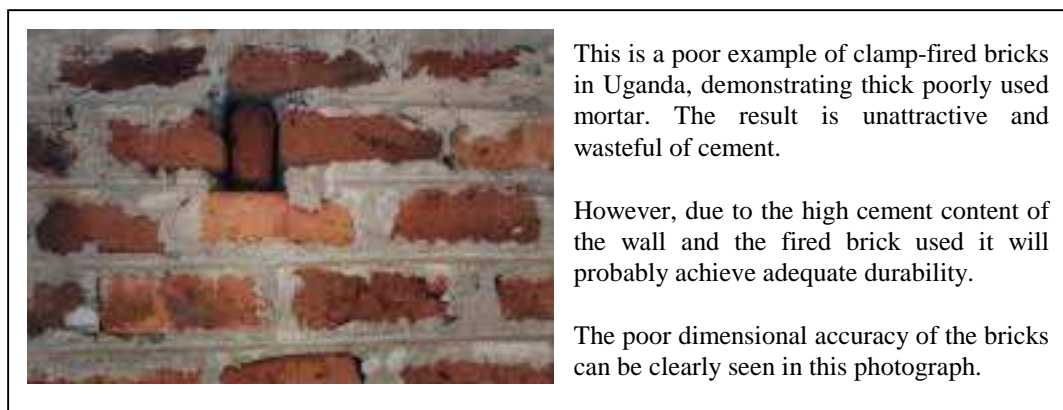 This is a poor example of clamp-fired bricks
in Uganda, demonstrating thick poorly used
mortar. The result is unattractive and
wasteful of cement.
However, due to the high cement content of
the wall and the fired brick used it will
probably achieve adequate durability.
The poor dimensional accuracy of the bricks
can be clearly seen in this photograph.